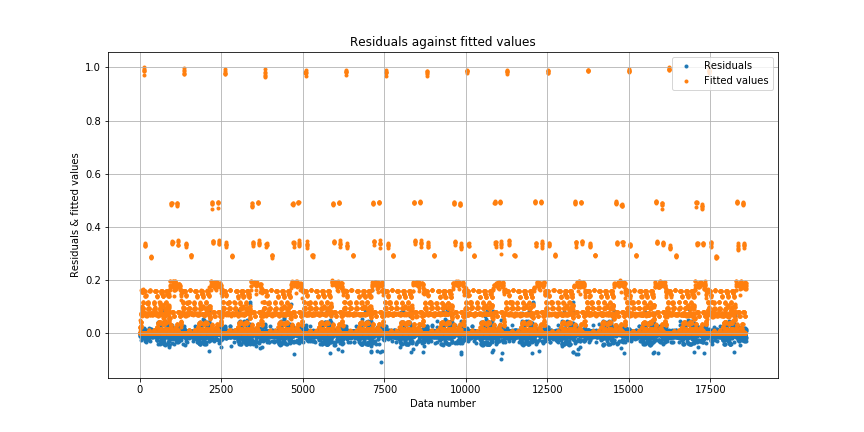 Residuals against fitted values
Residuals
Fitted values
1.0
0.8
0.6
0.4
0.2
0.0
Residuals & fitted values
0
2500
5000
7500
10000
12500
15000
17500
Data number